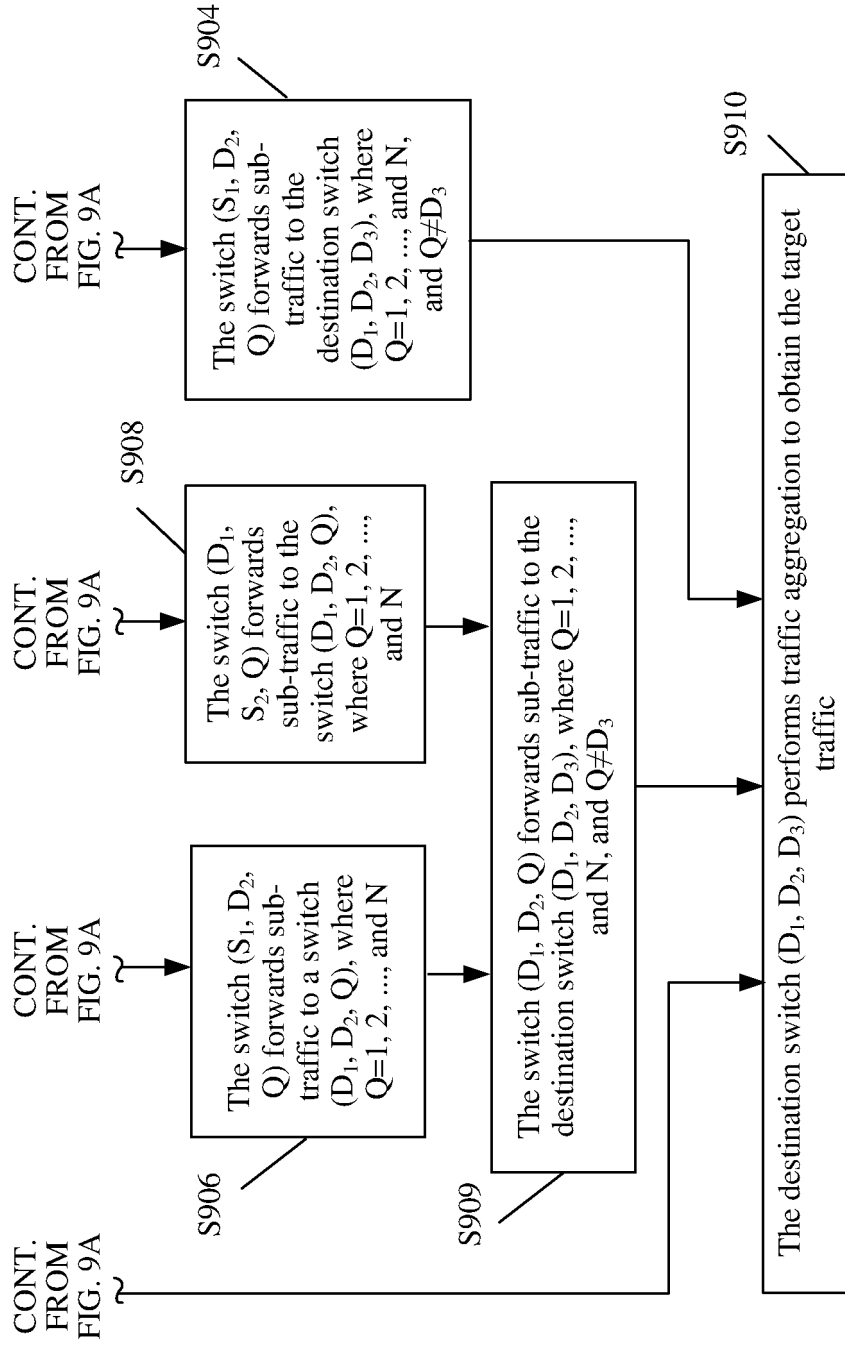 CONT.
FROM
FIG. 9A
CONT.
FROM
FIG. 9A
CONT.
FROM
FIG. 9A
CONT.
FROM
FIG. 9A
S906
The switch (S₁, D₂,
Q) forwards sub-
traffic to a switch
(D₁, D₂, Q), where
Q=1, 2, ..., and N
S908
The switch (D₁,
S₂, Q) forwards
sub-traffic to the
switch (D₁, D₂, Q),
where Q=1, 2, ...,
and N
S904
The switch (S₁, D₂,
Q) forwards sub-
traffic to the
destination switch
(D₁, D₂, D₃), where
Q=1, 2, ..., and N,
and Q≠D₃
S909
The switch (D₁, D₂, Q) forwards sub-traffic to the
destination switch (D₁, D₂, D₃), where Q=1, 2, ...,
and N, and Q≠D₃
S910
The destination switch (D₁, D₂, D₃) performs traffic aggregation to obtain the target
traffic